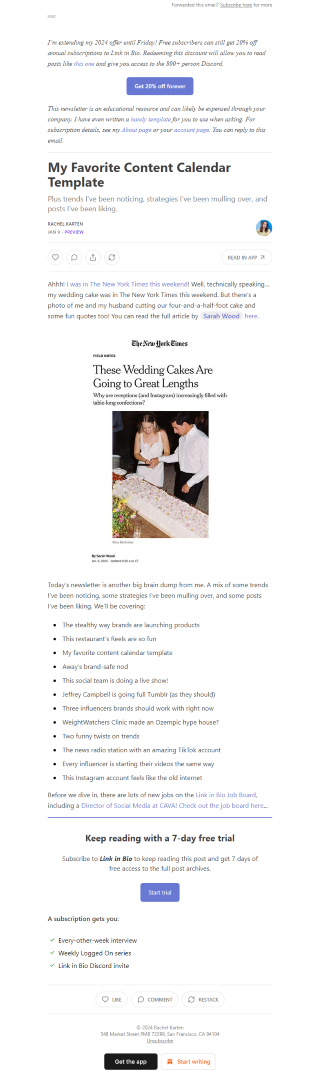 Forwarded this email? Subscribe here for more
I'm extending my 2024 offer until Friday! Free subscribers can still get 20% off
annual subscriptions to Link in Bio. Redeeming this discount will allow you to read
posts like this one and give you access to the 800+ person Discord.
Get 20% off forever
This newsletter is an educational resource and can likely be expensed through your
company. I have even written a handy template for you to use when asking. For
subscription details, see my About page or your account page. You can reply to this
email.
My Favorite Content Calendar
Template
Plus trends I've been noticing, strategies I've been mulling over, and
posts I've been liking.
RACHEL KARTEN
JAN 9 · PREVIEW
READ IN APP
Ahhh! I was in The New York Times this weekend! Well, technically speaking...
my wedding cake was in The New York Times this weekend. But there's a
photo of me and my husband cutting our four-and-a-half-foot cake and
some fun quotes too! You can read the full article by Sarah Wood here.
The New York Times
FIELD NOTES
These Wedding Cakes Are
Going to Great Lengths
Why are receptions (and Instagram) increasingly filled with
table-long confections?
By Sarah Wood
Today's newsletter is another big brain dump from me. A mix of some trends
I've been noticing, some strategies I've been mulling over, and some posts
I've been liking. We'll be covering:
• The stealthy way brands are launching products
• This restaurant's Reels are so fun
• My favorite content calendar template
• Away's brand-safe nod
• This social team is doing a live show!
• Jeffrey Campbell is going full Tumblr (as they should)
• Three influencers brands should work with right now
• WeightWatchers Clinic made an Ozempic hype house?
• Two funny twists on trends
• The news radio station with an amazing TikTok account
• Every influencer is starting their videos the same way
• This Instagram account feels like the old internet
Before we dive in, there are lots of new jobs on the Link in Bio Job Board,
including a Director of Social Media at CAVA! Check out the job board here...
Keep reading with a 7-day free trial
Subscribe to Link in Bio to keep reading this post and get 7 days of
free access to the full post archives.
Start trial
A subscription gets you:
Every-other-week interview
Weekly Logged On series
Link in Bio Discord invite
LIKE
COMMENT
RESTACK
© 2024 Rachel Karten
548 Market Street PMB 72296, San Francisco, CA 94104
Unsubscribe
Get the app
Start writing